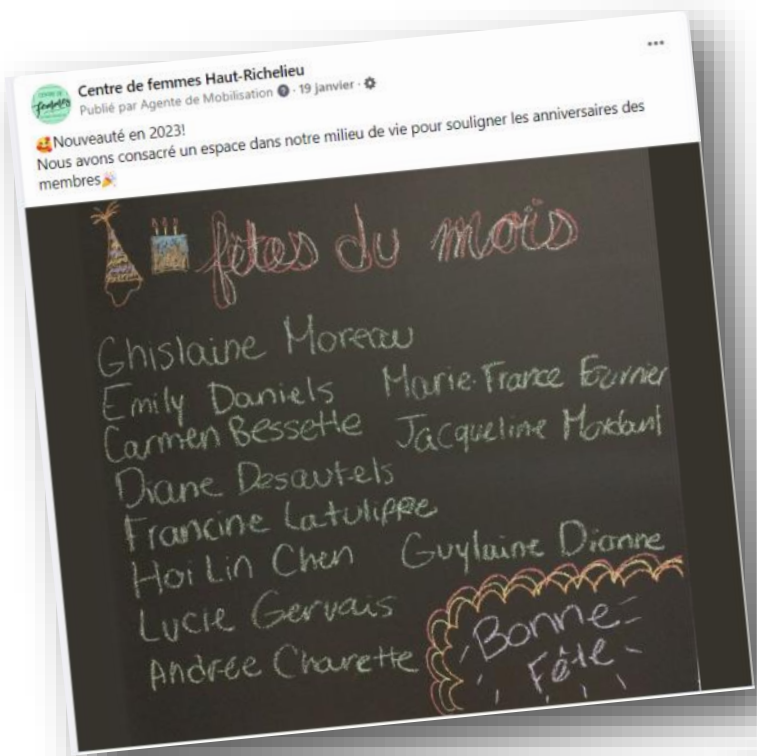 Centre de femmes Haut-Richelieu
Publié par Agente de Mobilisation · 19 janvier ·
Nouveauté en 2023!
Nous avons consacré un espace dans notre milieu de vie pour souligner les anniversaires des
membres
fêtes du mois
Ghislaine Moreau
Emily Daniels Marie-France Fournier
Carmen Bessette Jacqueline Mordant
Diane Desautels
Francine Latulippe
Hoi Lin Chen Guylaine Dionne
Lucie Gervais
Andrée Charette
Bonne
Fête